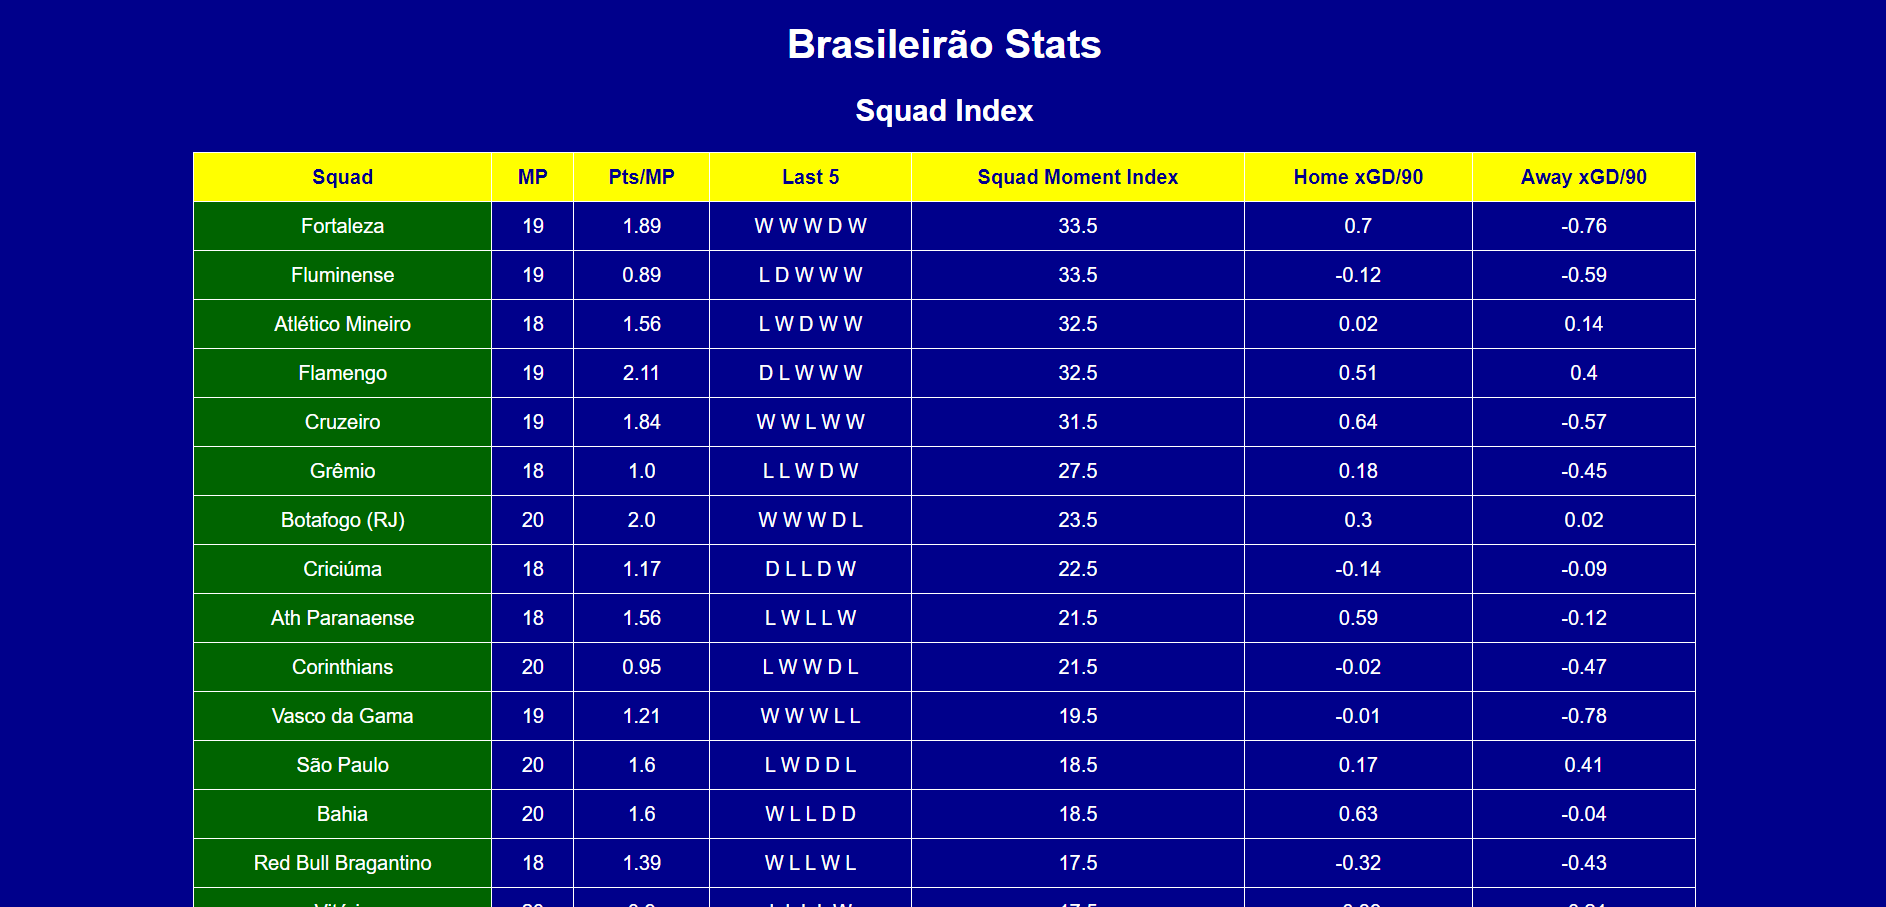 Brasileirão Stats
Squad Index
Squad MP Pts/MP Last 5 Squad Moment Index Home xGD/90 Away xGD/90
Fortaleza 19 1.89 W W W D W 33.5 0.7 -0.76
Fluminense 19 0.89 L D W W W 33.5 -0.12 -0.59
Atlético Mineiro 18 1.56 L W D W W 32.5 0.02 0.14
Flamengo 19 2.11 D L W W W 32.5 0.51 0.4
Cruzeiro 19 1.84 W W L W W 31.5 0.64 -0.57
Grêmio 18 1.0 L L W D W 27.5 0.18 -0.45
Botafogo (RJ) 20 2.0 W W W D L 23.5 0.3 0.02
Criciúma 18 1.17 D L L D W 22.5 -0.14 -0.09
Ath Paranaense 18 1.56 L W L L W 21.5 0.59 -0.12
Corinthians 20 0.95 L W W D L 21.5 -0.02 -0.47
Vasco da Gama 19 1.21 W W W L L 19.5 -0.01 -0.78
São Paulo 20 1.6 L W D D L 18.5 0.17 0.41
Bahia 20 1.6 W L L D D 18.5 0.63 -0.04
Red Bull Bragantino 18 1.39 W L L W L 17.5 -0.32 -0.43